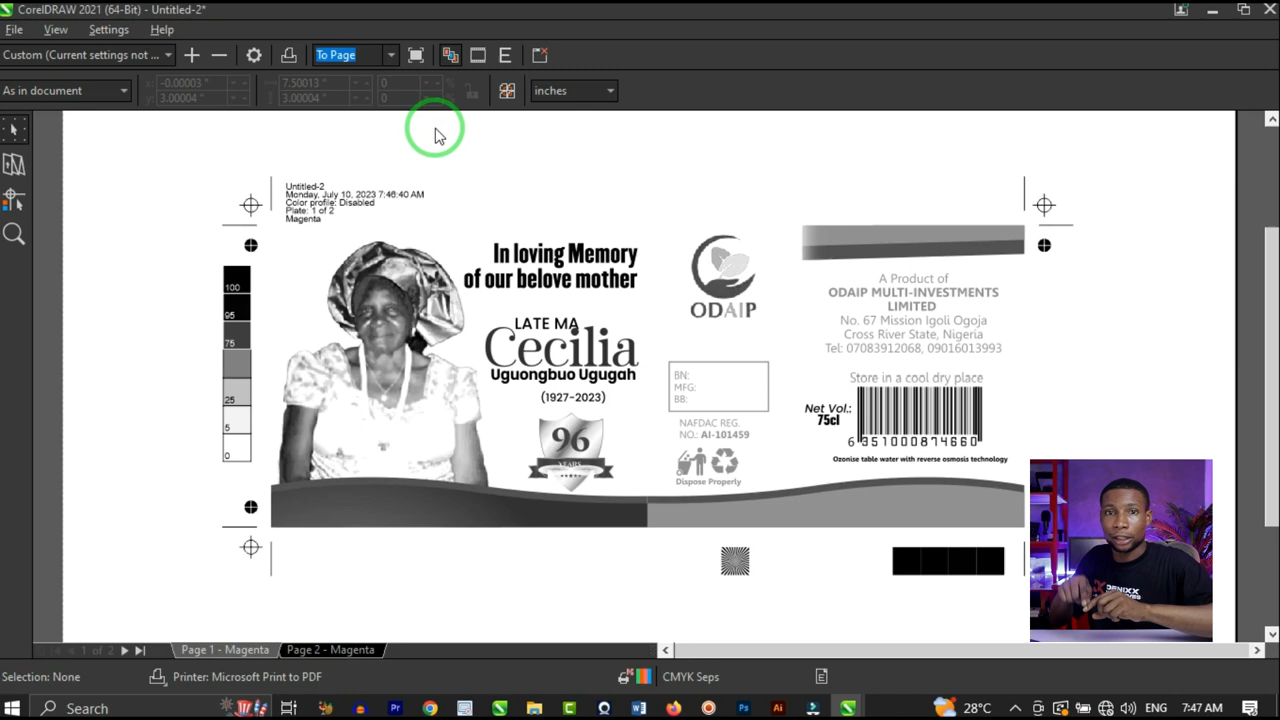 CorelDRAW 2021 (64-Bit) - Untitled-2*
File View Settings Help
Custom (Current settings not ... To Page
As in document x: -0.00003 " 7.50013 " 0 % inches
y: 3.00004 " 3.00004 " 0 %
Untitled-2
Monday, July 10, 2023 7:46:40 AM
Color profile: Disabled
Plate: 1 of 2
Magenta
100
95
75
25
5
0
In loving Memory
of our belove mother
LATE MA
Cecilia
Uguongbuo Ugugah
(1927-2023)
96
YEARS
ODAIP
BN:
MFG:
BB:
NAFDAC REG.
NO.: AI-101459
Dispose Properly
A Product of
ODAIP MULTI-INVESTMENTS
LIMITED
No. 67 Mission Igoli Ogoja
Cross River State, Nigeria
Tel: 07083912068, 09016013993
Store in a cool dry place
Net Vol.:
75cl
6 351000874660
Ozonise table water with reverse osmosis technology
1 of 2 Page 1 - Magenta Page 2 - Magenta
Selection: None Printer: Microsoft Print to PDF CMYK Seps
Search 28°C ENG 7:47 AM